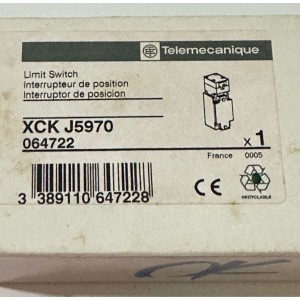 Telemecanique
Limit Switch
Interrupteur de position
Interruptor de posicion
XCK J5970
064722
x 1
France 0005
3 389110 647228
CE
RECYCLABLE